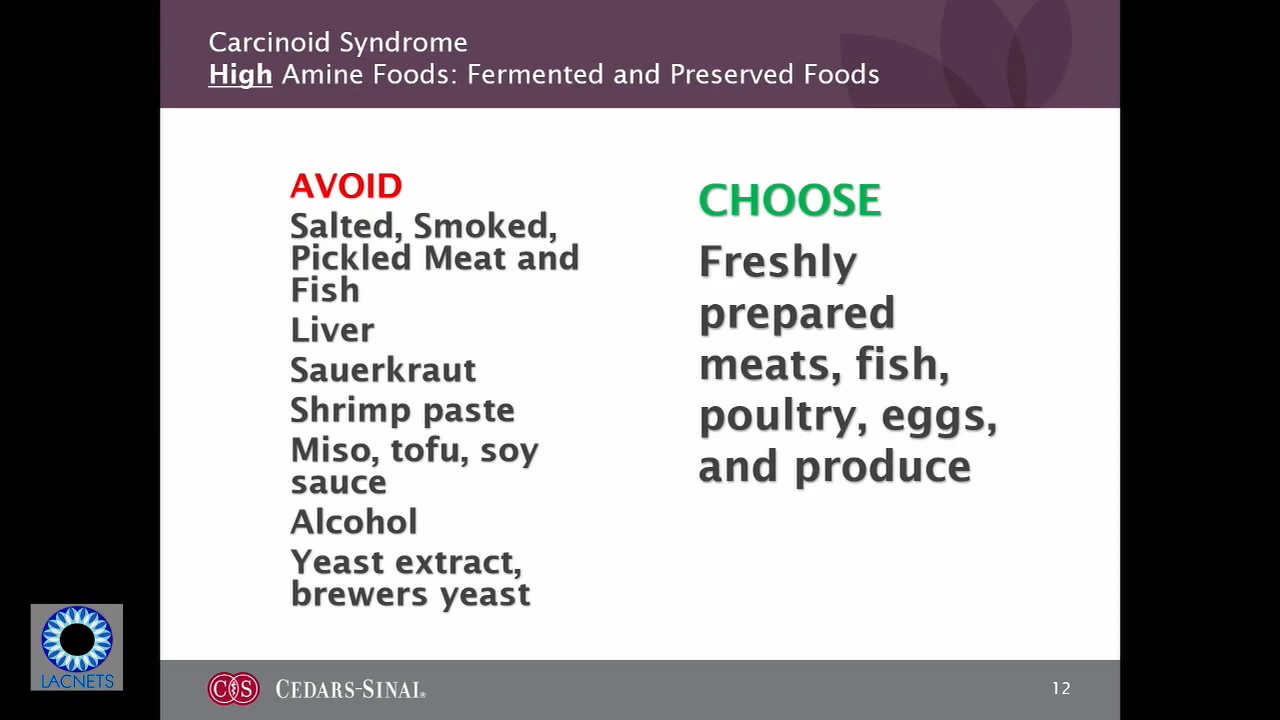 Carcinoid Syndrome
High Amine Foods: Fermented and Preserved Foods
AVOID
Salted, Smoked,
Pickled Meat and
Fish
Liver
Sauerkraut
Shrimp paste
Miso, tofu, soy
sauce
Alcohol
Yeast extract,
brewers yeast
CHOOSE
Freshly
prepared
meats, fish,
poultry, eggs,
and produce
LACNETS
CS
CEDARS-SINAI®
12